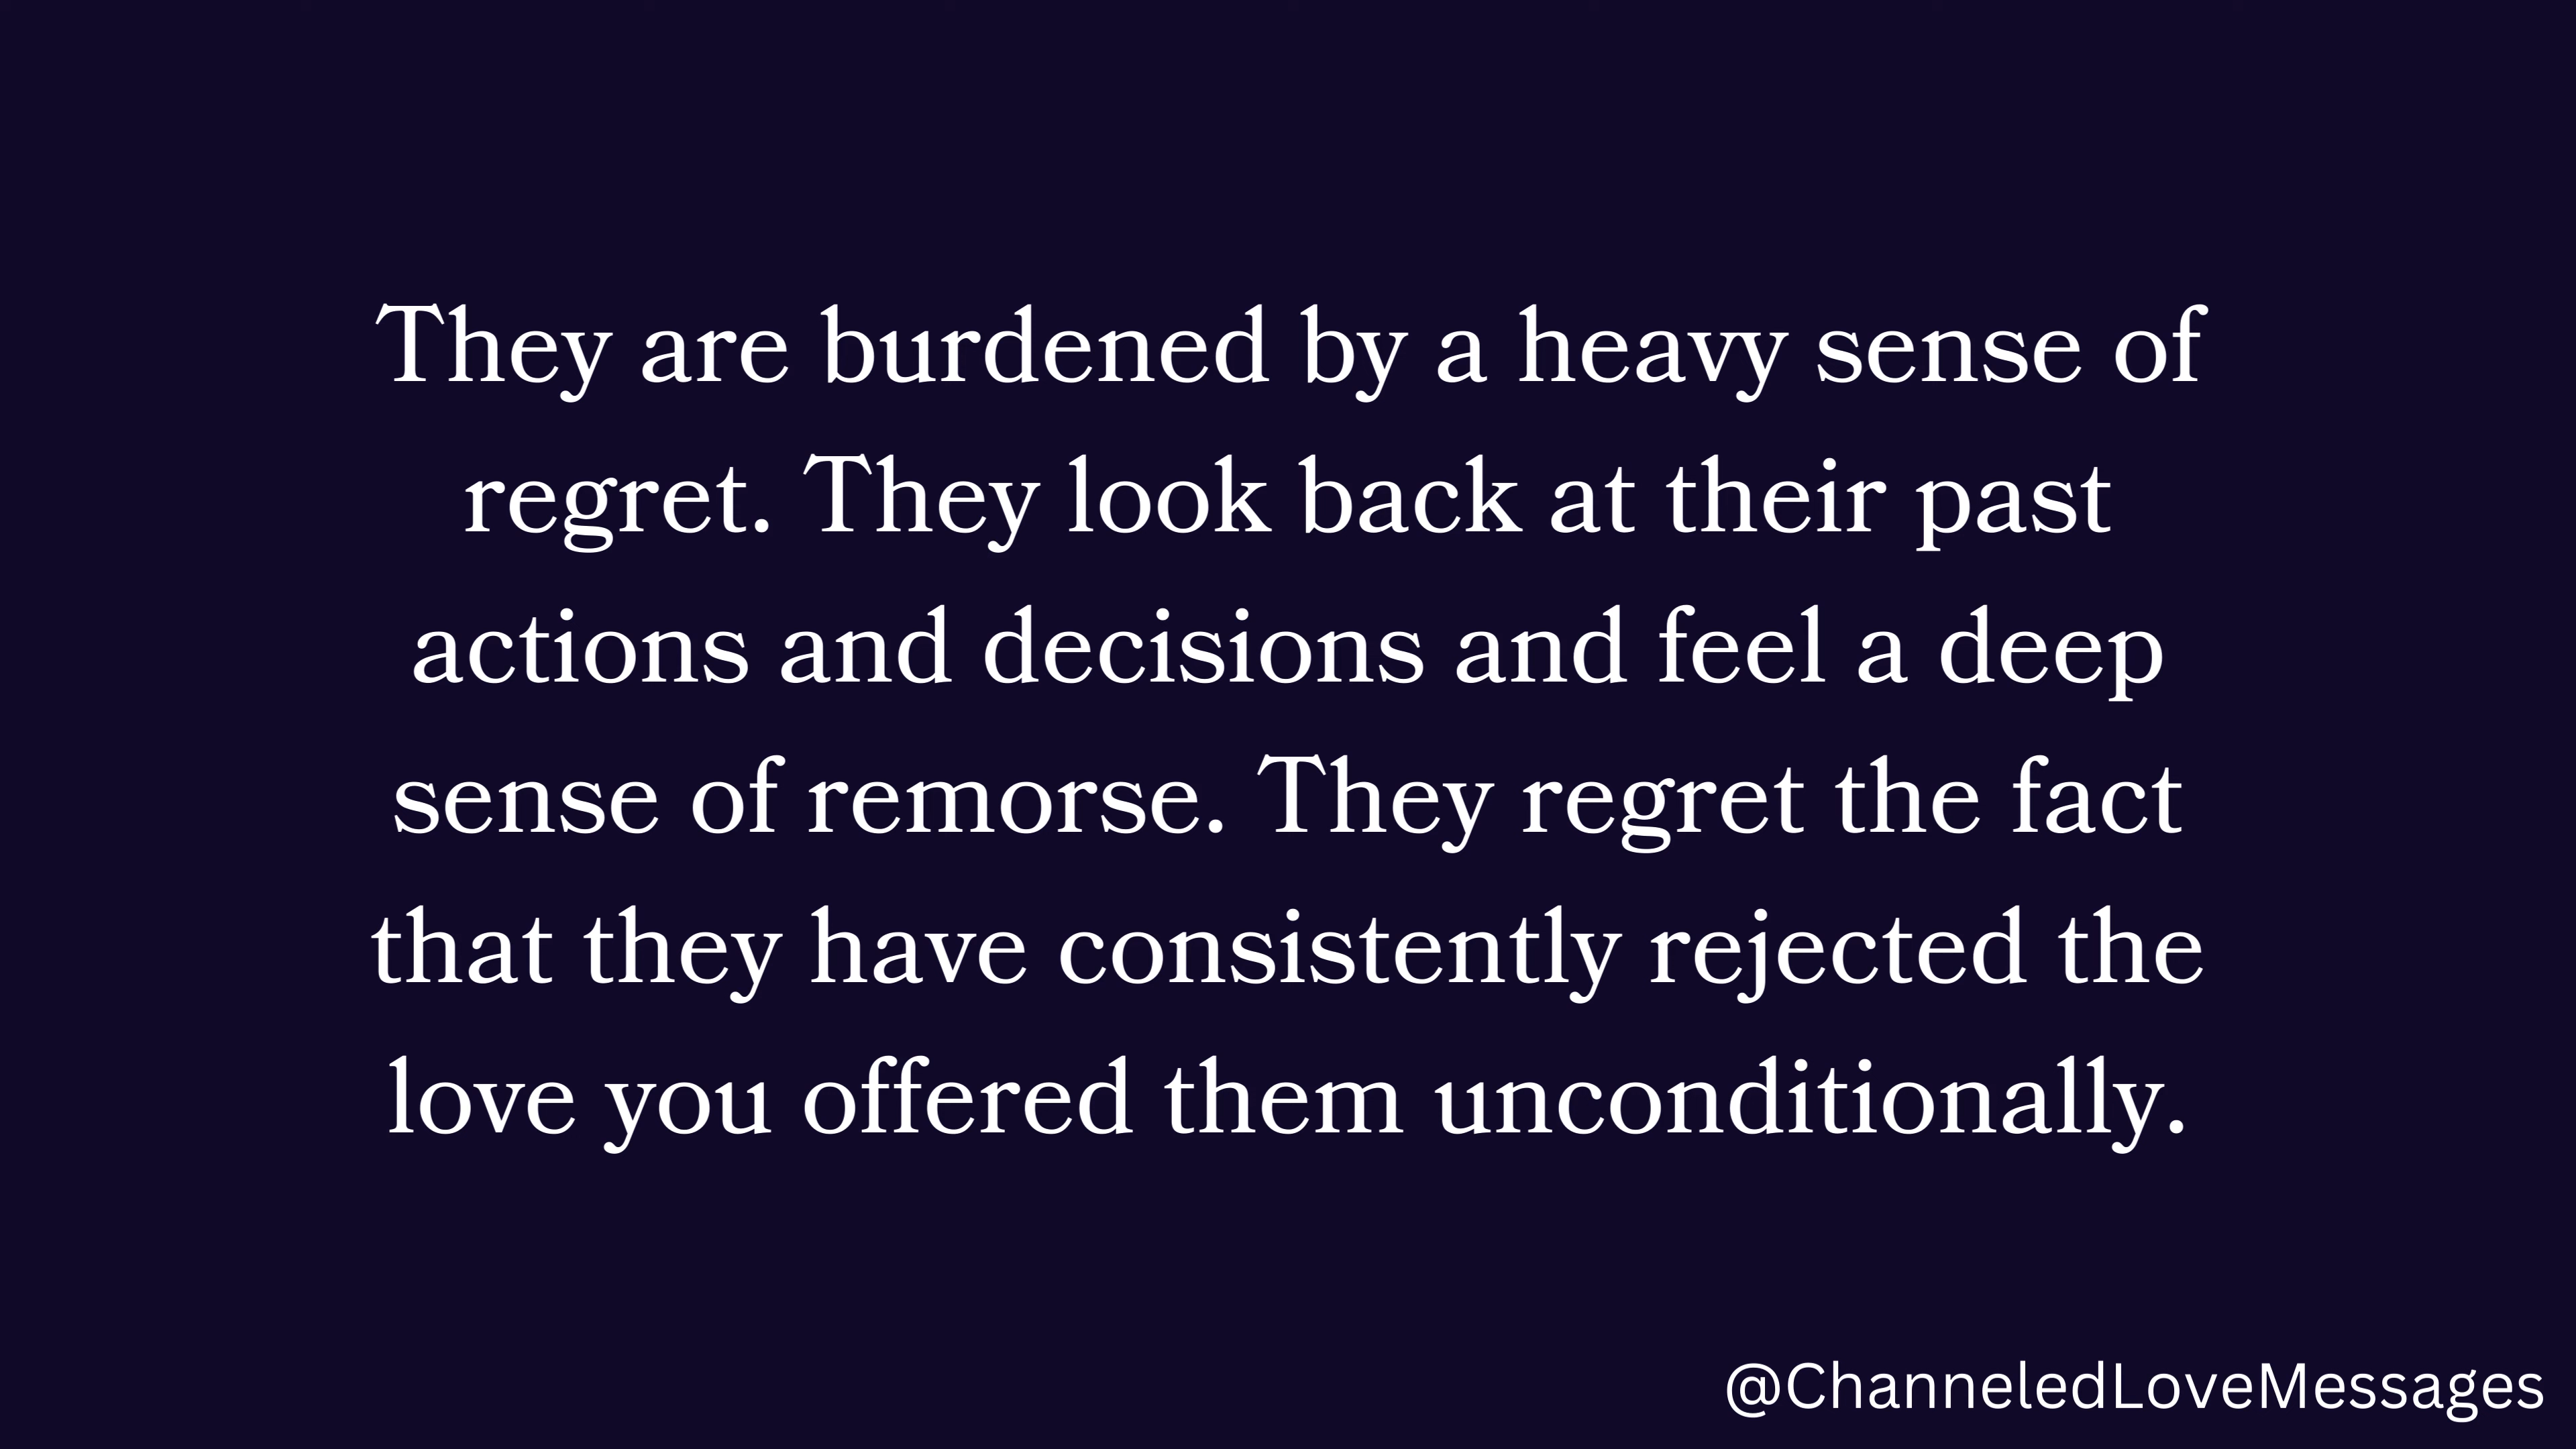 They are burdened by a heavy sense of
regret. They look back at their past
actions and decisions and feel a deep
sense of remorse. They regret the fact
that they have consistently rejected the
love you offered them unconditionally.
@ChanneledLoveMessages